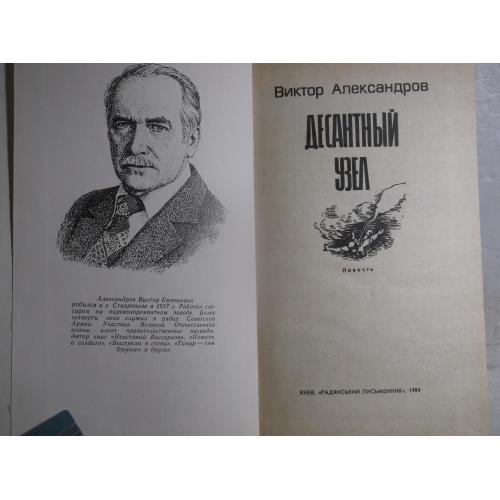 Александров Виктор Евгеньевич
родился в г. Ставрополе в 1917 г. Работал сле-
сарем на паровозоремонтном заводе. Более
четверти века служил в рядах Советской
Армии. Участник Великой Отечественной
войны, имеет правительственные награды.
Автор книг «Неистовый Виссарион», «Повесть
о солдате», «Выстрелы в степи», «Тимур — сын
Фрунзе» и других.
Виктор Александров
ДЕСАНТНЫЙ
УЗЕЛ
Повесть
КИЕВ, «РАДЯНСЬКИЙ ПИСЬМЕННИК», 1984